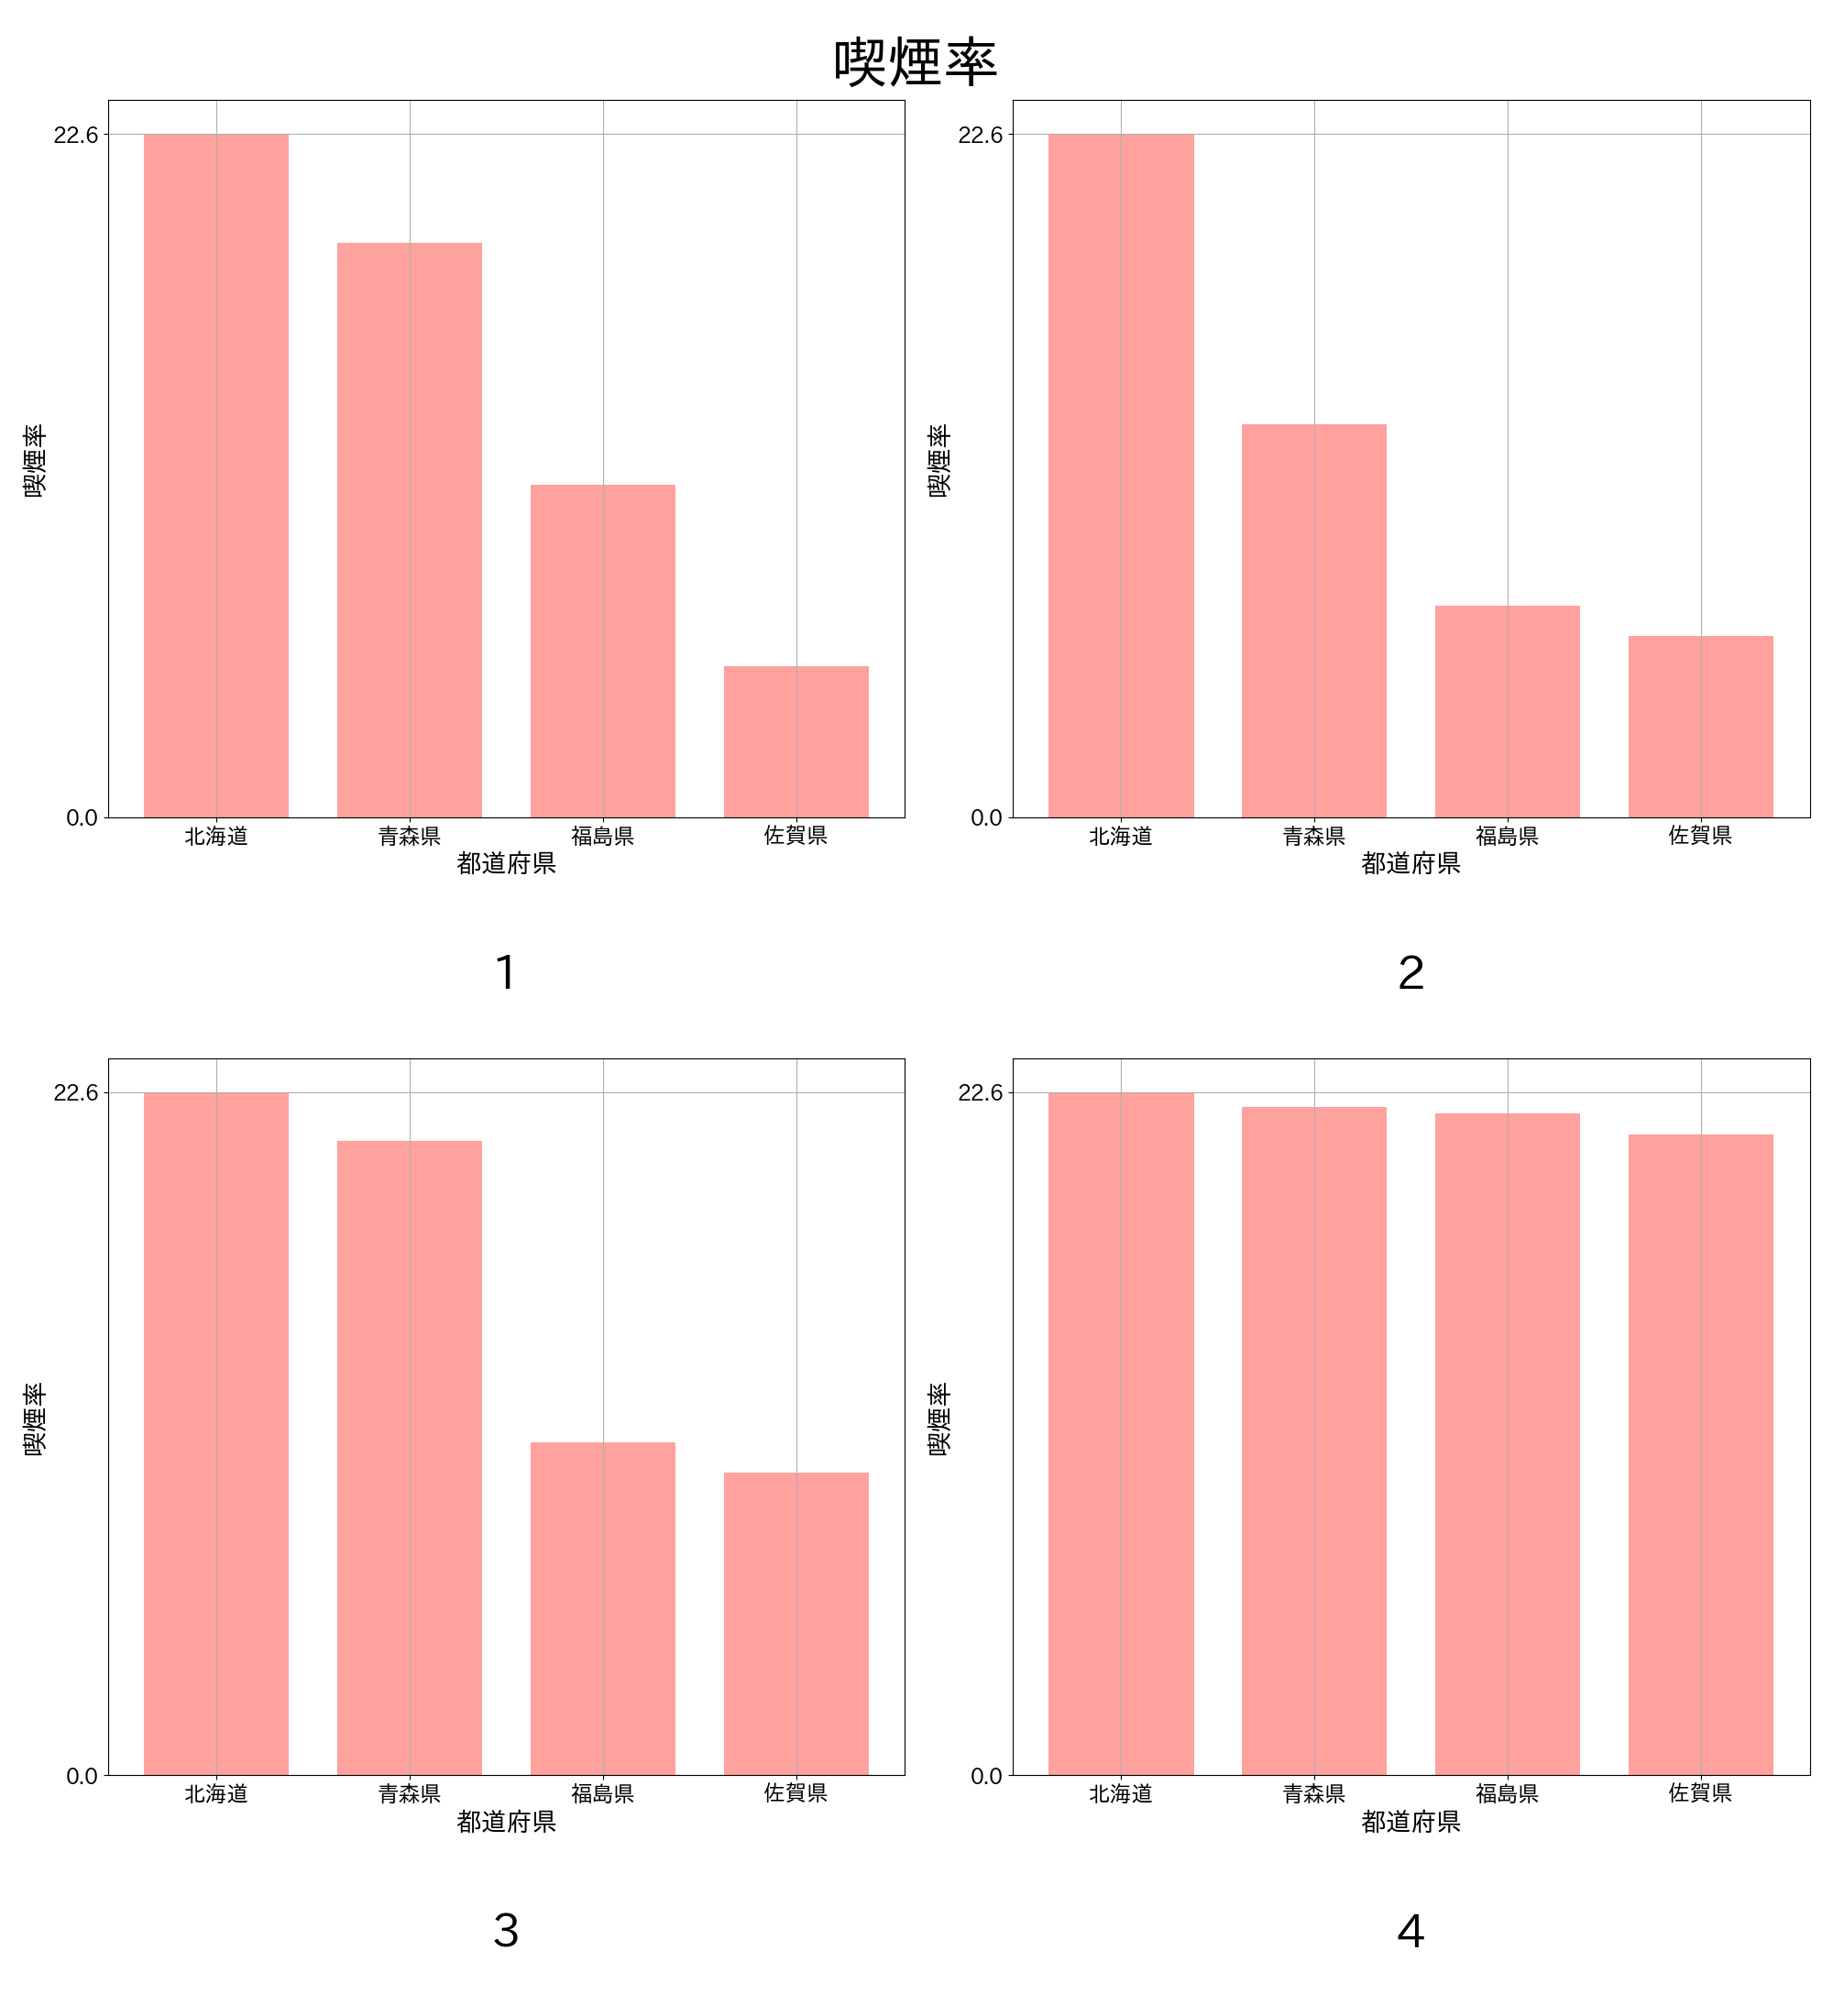 喫煙率
22.6
0.0
喫煙率
北海道 青森県 福島県 佐賀県
都道府県
1
22.6
0.0
喫煙率
北海道 青森県 福島県 佐賀県
都道府県
2
22.6
0.0
喫煙率
北海道 青森県 福島県 佐賀県
都道府県
3
22.6
0.0
喫煙率
北海道 青森県 福島県 佐賀県
都道府県
4